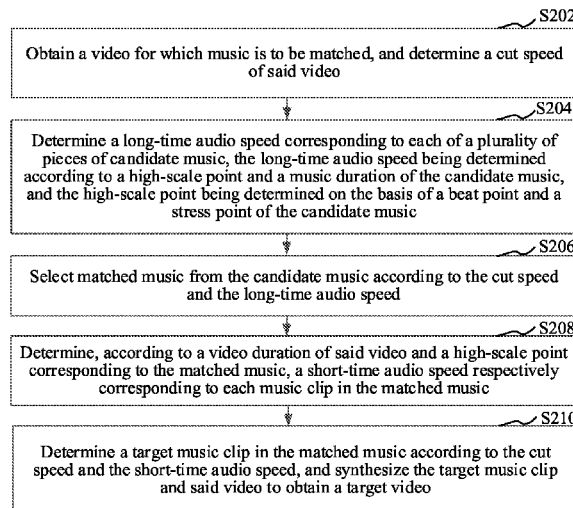 S202
Obtain a video for which music is to be matched, and determine a cut speed
of said video
S204
Determine a long-time audio speed corresponding to each of a plurality of
pieces of candidate music, the long-time audio speed being determined
according to a high-scale point and a music duration of the candidate music,
and the high-scale point being determined on the basis of a beat point and a
stress point of the candidate music
S206
Select matched music from the candidate music according to the cut speed
and the long-time audio speed
S208
Determine, according to a video duration of said video and a high-scale point
corresponding to the matched music, a short-time audio speed respectively
corresponding to each music clip in the matched music
S210
Determine a target music clip in the matched music according to the cut
speed and the short-time audio speed, and synthesize the target music clip
and said video to obtain a target video